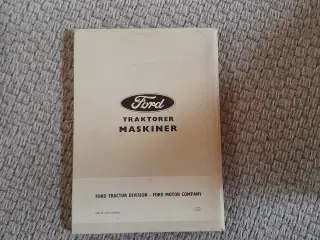 Ford
TRAKTORER
MASKINER
FORD TRACTOR DIVISION - FORD MOTOR COMPANY